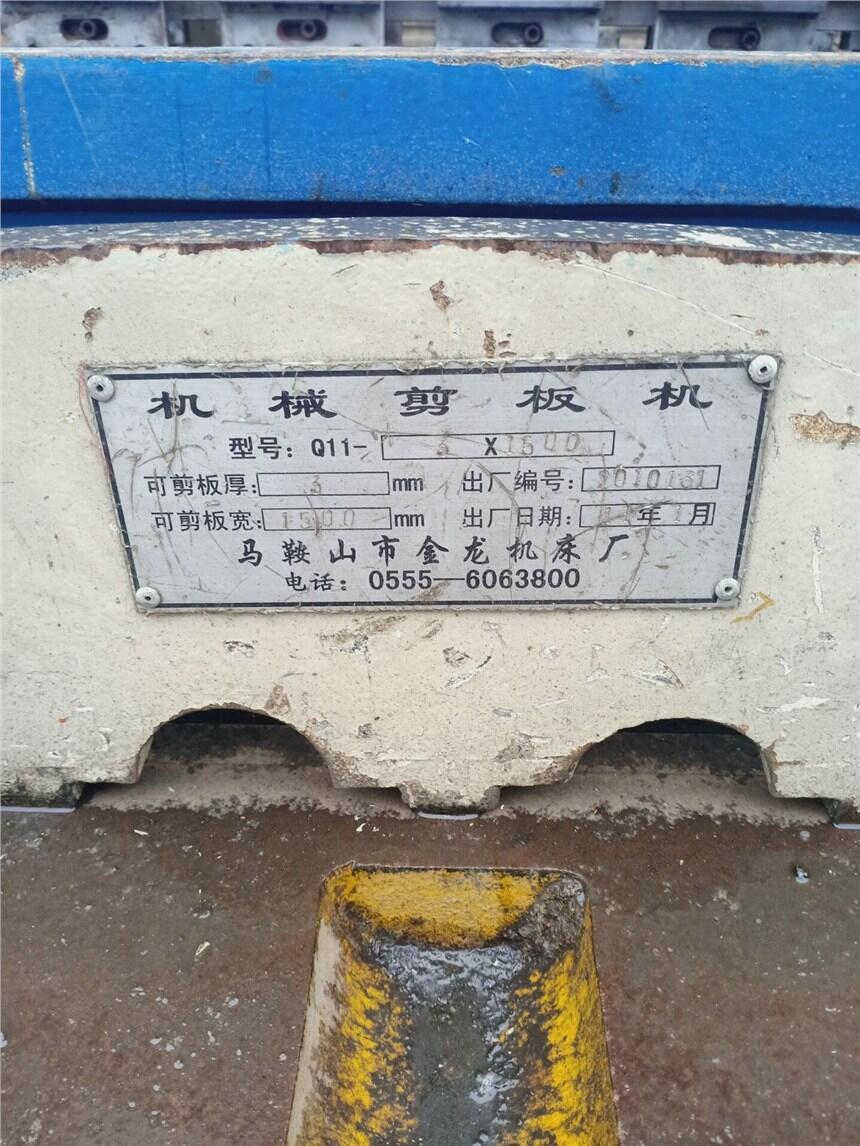 机械剪板机
型号：Q11- 3 X 1500
可剪板厚： 3 mm 出厂编号： 1010131
可剪板宽： 1500 mm 出厂日期： 年 月
马鞍山市金龙机床厂
电话：0555—6063800